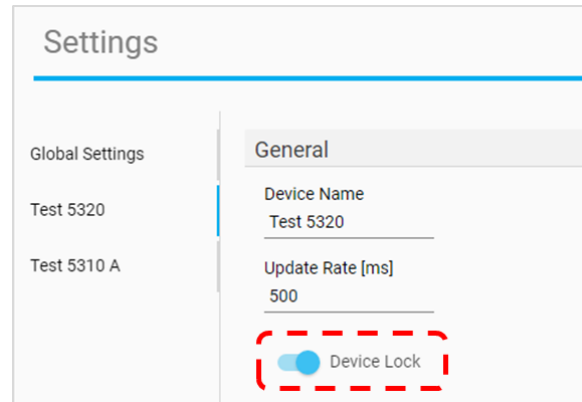 Settings
Global Settings
Test 5320
Test 5310 A
General
Device Name
Test 5320
Update Rate [ms]
500
Device Lock